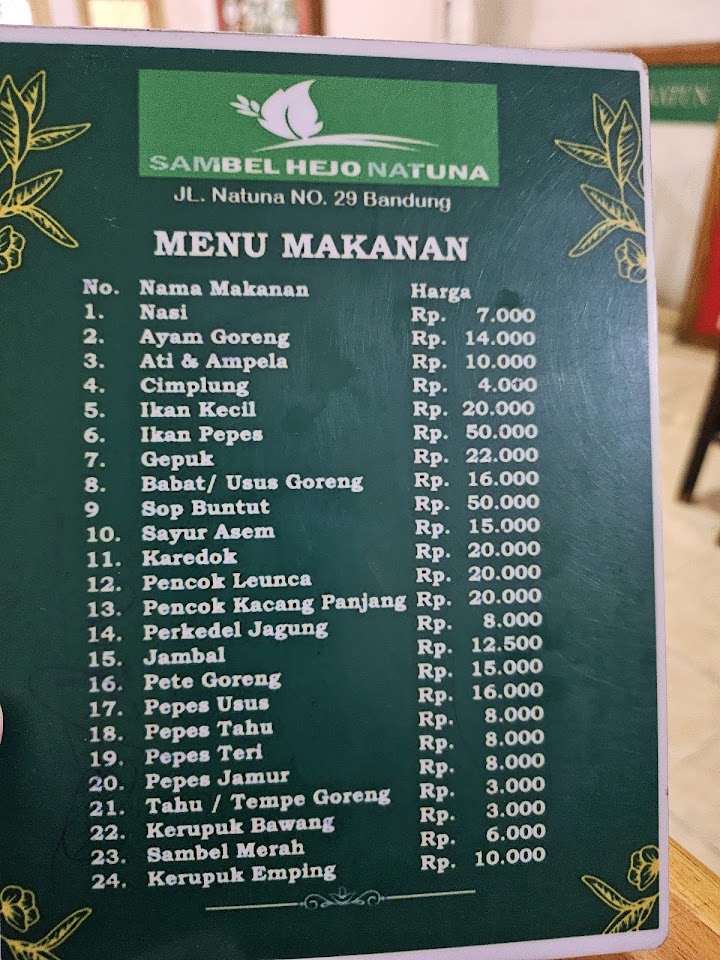 SAMBEL HEJO NATUNA
JL. Natuna NO. 29 Bandung
MENU MAKANAN
No. Nama Makanan Harga
1. Nasi Rp. 7.000
2. Ayam Goreng Rp. 14.000
3. Ati & Ampela Rp. 10.000
4. Cimplung Rp. 4.000
5. Ikan Kecil Rp. 20.000
6. Ikan Pepes Rp. 50.000
7. Gepuk Rp. 22.000
8. Babat/ Usus Goreng Rp. 16.000
9 Sop Buntut Rp. 50.000
10. Sayur Asem Rp. 15.000
11. Karedok Rp. 20.000
12. Pencok Leunca Rp. 20.000
13. Pencok Kacang Panjang Rp. 20.000
14. Perkedel Jagung Rp. 8.000
15. Jambal Rp. 12.500
16. Pete Goreng Rp. 15.000
17. Pepes Usus Rp. 16.000
18. Pepes Tahu Rp. 8.000
19. Pepes Teri Rp. 8.000
20. Pepes Jamur Rp. 8.000
21. Tahu / Tempe Goreng Rp. 3.000
22. Kerupuk Bawang Rp. 3.000
23. Sambel Merah Rp. 6.000
24. Kerupuk Emping Rp. 10.000